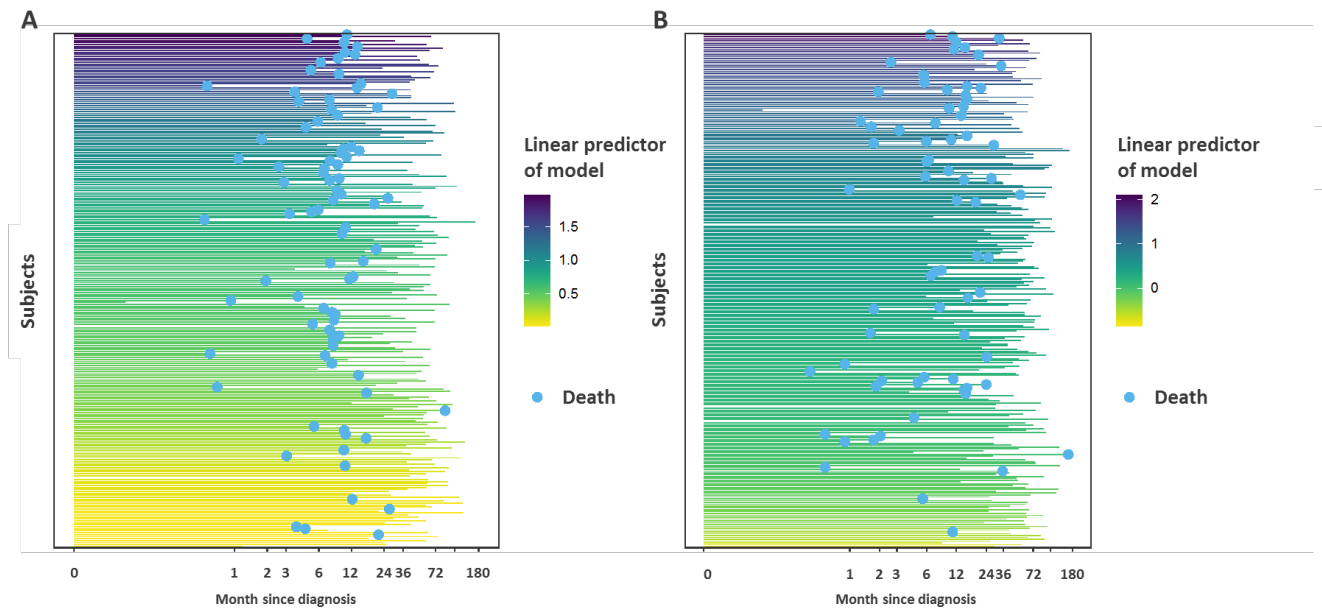 A
B
Subjects
Linear predictor
of model
1.5
1.0
0.5
Death
0 1 2 3 6 12 24 36 72 180
Month since diagnosis
Subjects
Linear predictor
of model
2
1
0
Death
0 1 2 3 6 12 24 36 72 180
Month since diagnosis